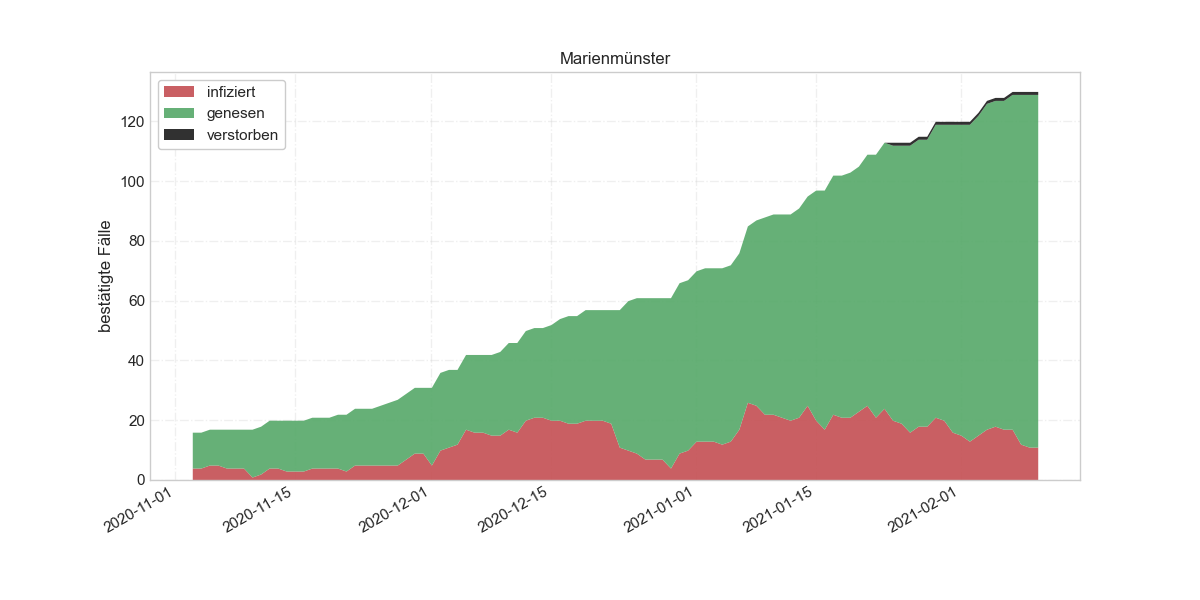 Marienmünster
infiziert
genesen
verstorben
bestätigte Fälle
120
100
80
60
40
20
0
2020-11-01
2020-11-15
2020-12-01
2020-12-15
2021-01-01
2021-01-15
2021-02-01